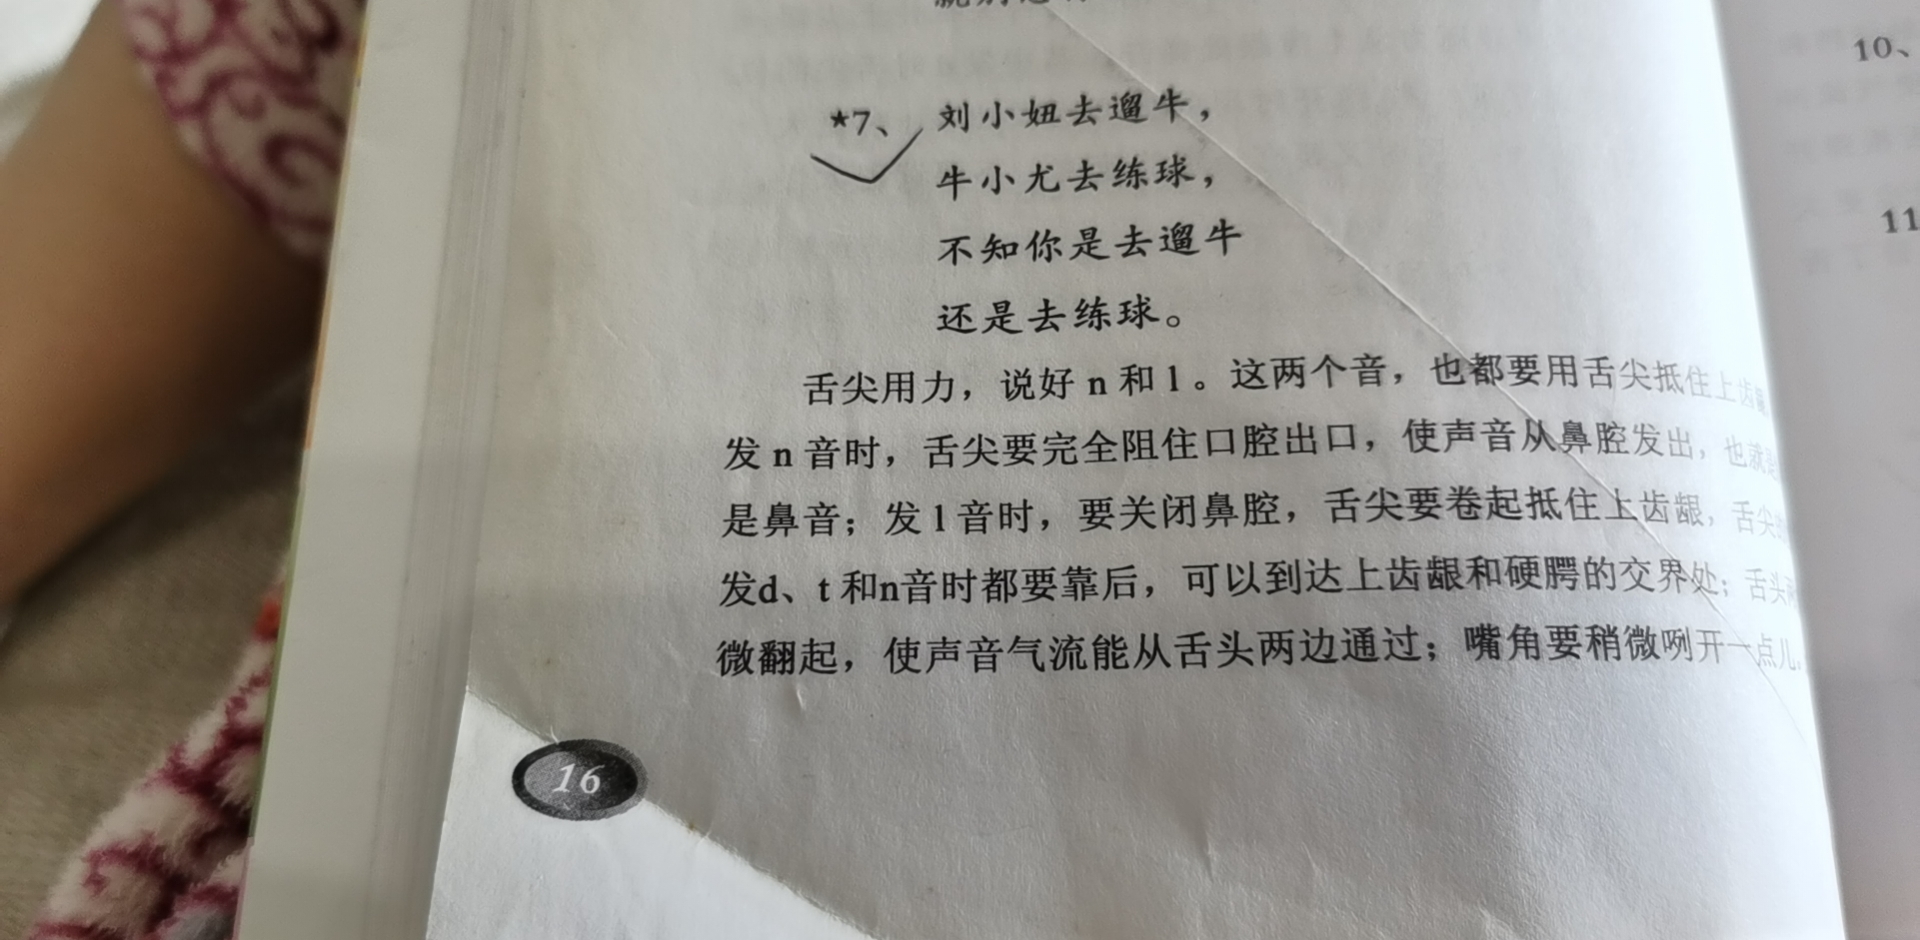 10、
★7、 刘小妞去遛牛，
牛小尤去练球，
不知你是去遛牛
还是去练球。
11
舌尖用力，说好 n 和 l 。这两个音，也都要用舌尖抵住上齿龈
发 n 音时，舌尖要完全阻住口腔出口，使声音从鼻腔发出，也就
是鼻音；发 l 音时，要关闭鼻腔，舌尖要卷起抵住上齿龈，舌尖
发d、t 和n音时都要靠后，可以到达上齿龈和硬腭的交界处；舌头
微翻起，使声音气流能从舌头两边通过；嘴角要稍微咧开一点儿。
16